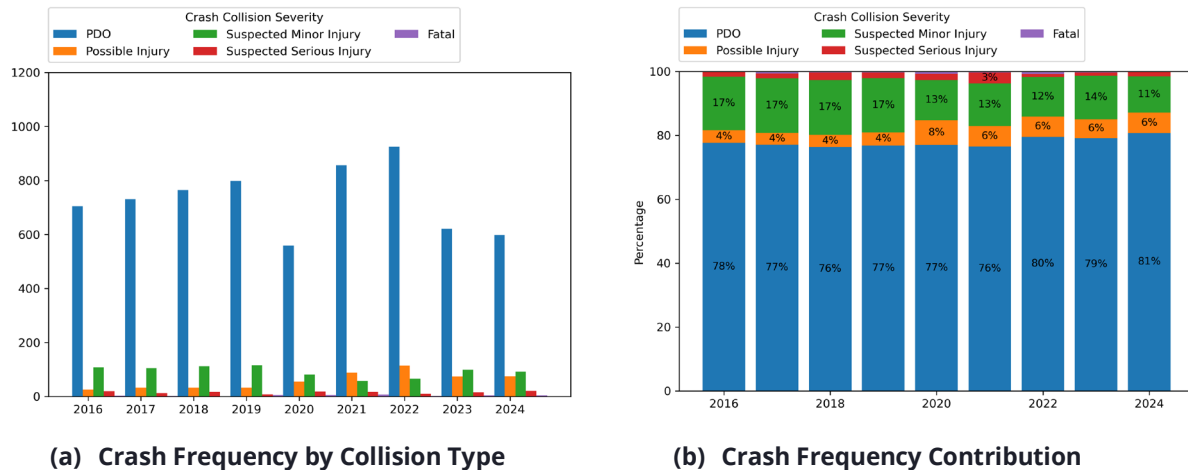 Crash Collision Severity
PDO Suspected Minor Injury Fatal
Possible Injury Suspected Serious Injury
1200
1000
800
600
400
200
0
2016 2017 2018 2019 2020 2021 2022 2023 2024
(a) Crash Frequency by Collision Type
Crash Collision Severity
PDO Suspected Minor Injury Fatal
Possible Injury Suspected Serious Injury
Percentage
100
80
60
40
20
0
3%
17% 17% 17% 17% 13% 13% 12% 14% 11%
4% 4% 4% 4% 8% 6% 6% 6% 6%
78% 77% 76% 77% 77% 76% 80% 79% 81%
2016 2018 2020 2022 2024
(b) Crash Frequency Contribution